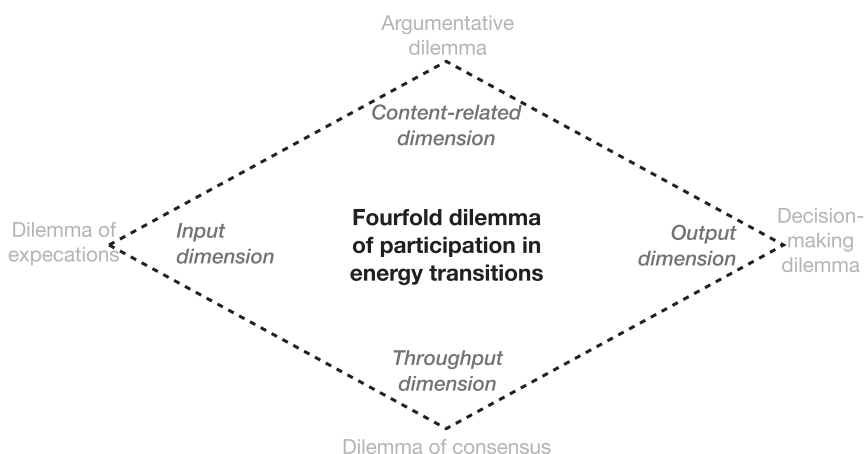 Argumentative
dilemma
Content-related
dimension
Dilemma of
expecations
Input
dimension
Fourfold dilemma
of participation in
energy transitions
Output
dimension
Decision-
making
dilemma
Throughput
dimension
Dilemma of consensus